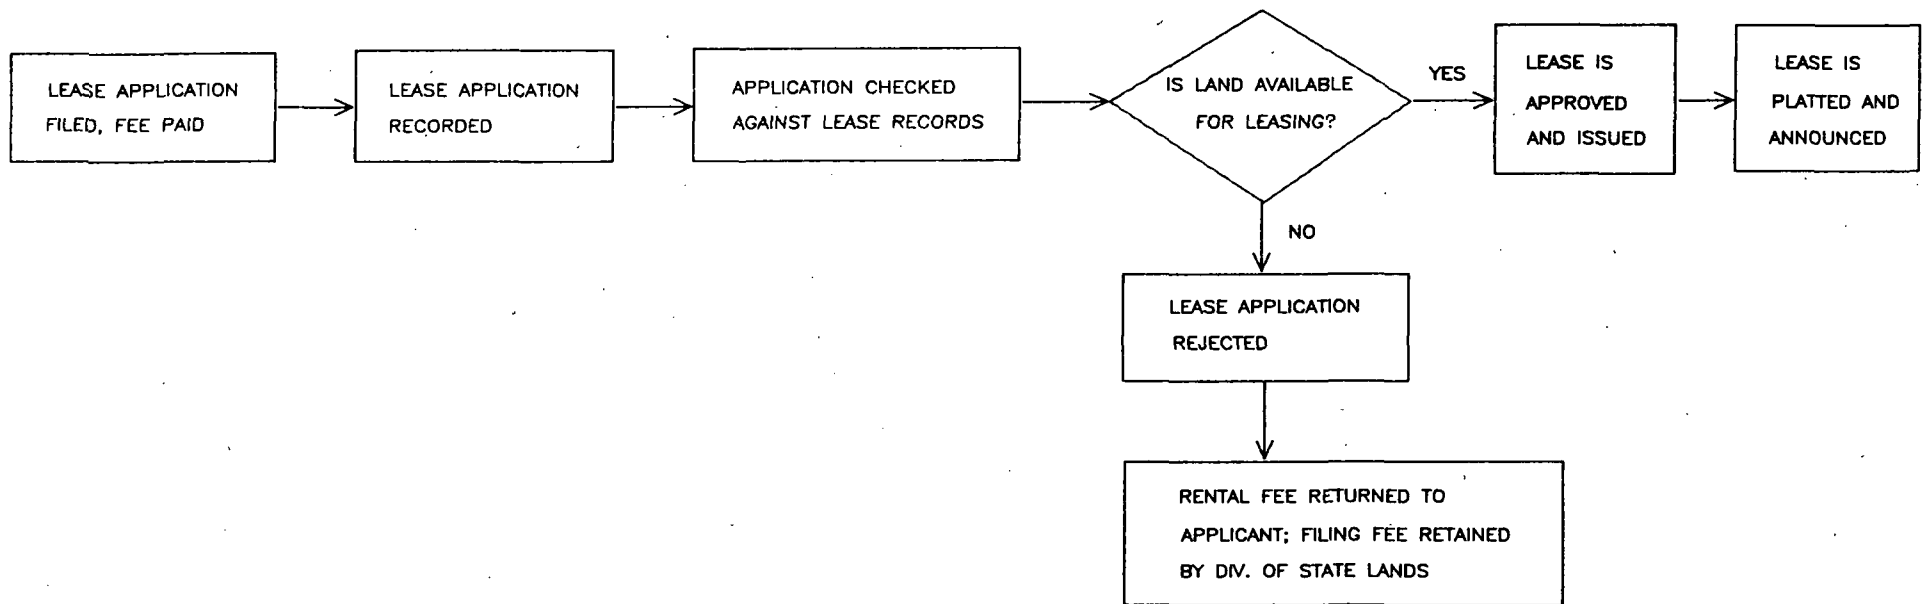 LEASE APPLICATION
FILED, FEE PAID
LEASE APPLICATION
RECORDED
APPLICATION CHECKED
AGAINST LEASE RECORDS
IS LAND AVAILABLE
FOR LEASING?
YES
LEASE IS
APPROVED
AND ISSUED
LEASE IS
PLATTED AND
ANNOUNCED
NO
LEASE APPLICATION
REJECTED
RENTAL FEE RETURNED TO
APPLICANT; FILING FEE RETAINED
BY DIV. OF STATE LANDS